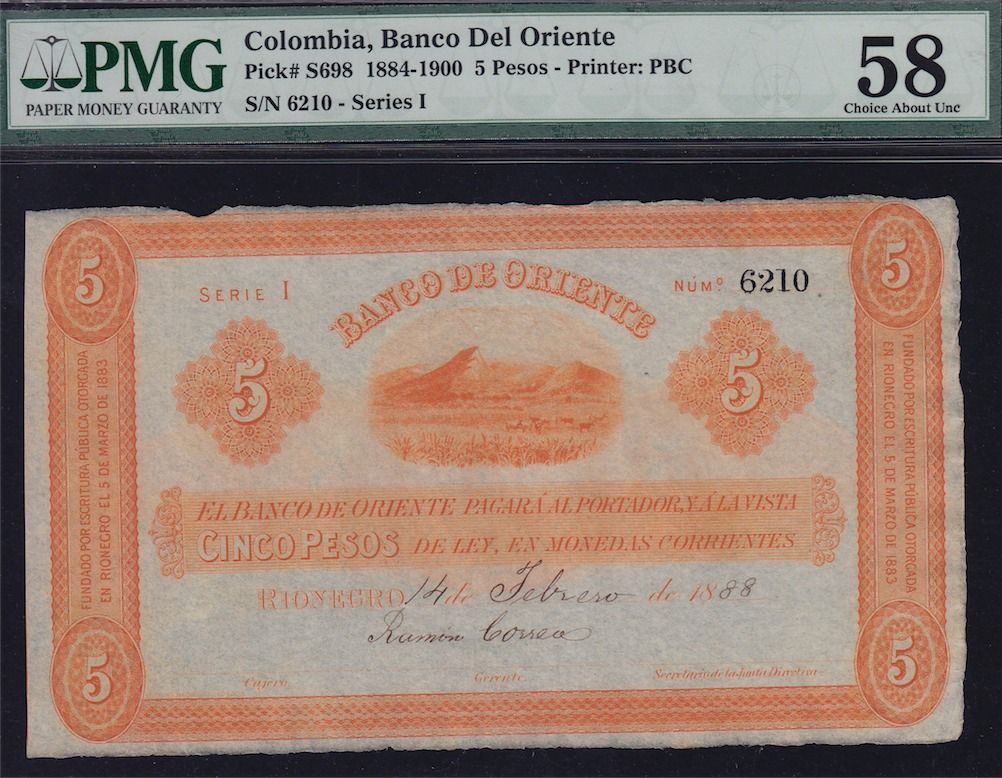 PMG
PAPER MONEY GUARANTY
Colombia, Banco Del Oriente
Pick# S698 1884-1900 5 Pesos - Printer: PBC
S/N 6210 - Series I
58
Choice About Unc
5
5
SERIE I
BANCO DE ORIENTE
NÚMº 6210
5
5
FUNDADO POR ESCRITURA PÚBLICA OTORGADA
EN RIONEGRO EL 5 DE MARZO DE 1883
FUNDADO POR ESCRITURA PÚBLICA OTORGADA
EN RIONEGRO EL 5 DE MARZO DE 1883
EL BANCO DE ORIENTE PAGARÁ AL PORTADOR, Y Á LA VISTA
CINCO PESOS DE LEY, EN MONEDAS CORRIENTES
RIONEGRO 14 de Febrero de 1888
Ramón Correa
5
5
Cajero.
Gerente.
Secretario de la Junta Directiva